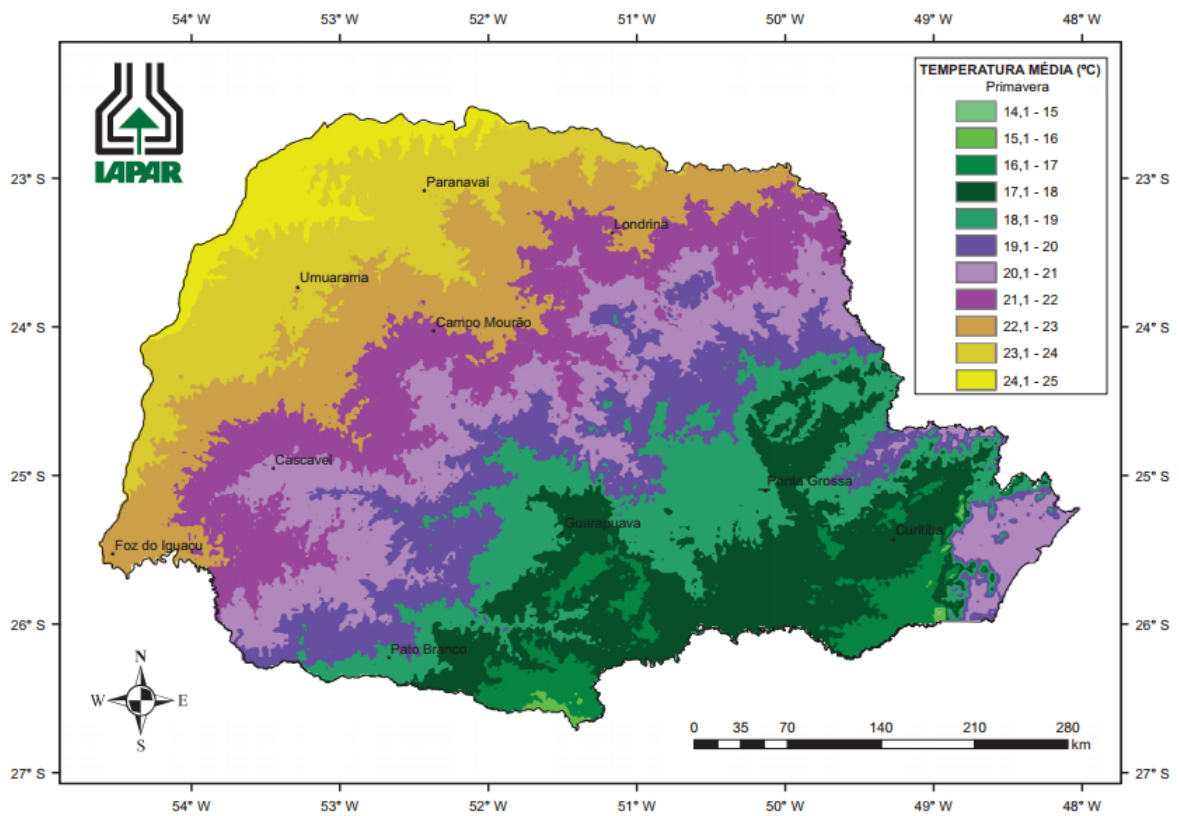 54° W 53° W 52° W 51° W 50° W 49° W 48° W
IAPAR
TEMPERATURA MÉDIA (ºC)
Primavera
14,1 - 15
15,1 - 16
16,1 - 17
17,1 - 18
18,1 - 19
19,1 - 20
20,1 - 21
21,1 - 22
22,1 - 23
23,1 - 24
24,1 - 25
23° S 23° S
Paranavaí
Londrina
Umuarama
24° S 24° S
Campo Mourão
Cascavel
25° S 25° S
Ponta Grossa
Guarapuava
Curitiba
Foz do Iguaçu
26° S 26° S
Pato Branco
N
W E
S
0 35 70 140 210 280
km
27° S 27° S
54° W 53° W 52° W 51° W 50° W 49° W 48° W